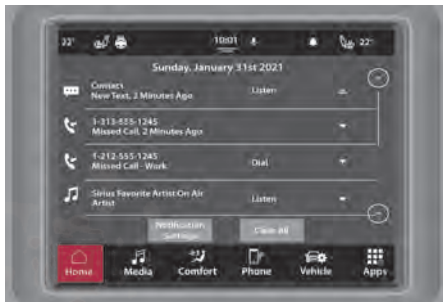 22° 10:01 22°
Sunday, January 31st 2021
Contact
New Text, 2 Minutes Ago Listen
1-313-555-1245
Missed Call, 2 Minutes Ago
1-212-555-1245
Missed Call - Work Dial
Sirius Favorite Artist On Air
Artist Listen
Notification
Settings Clear All
Home Media Comfort Phone Vehicle Apps